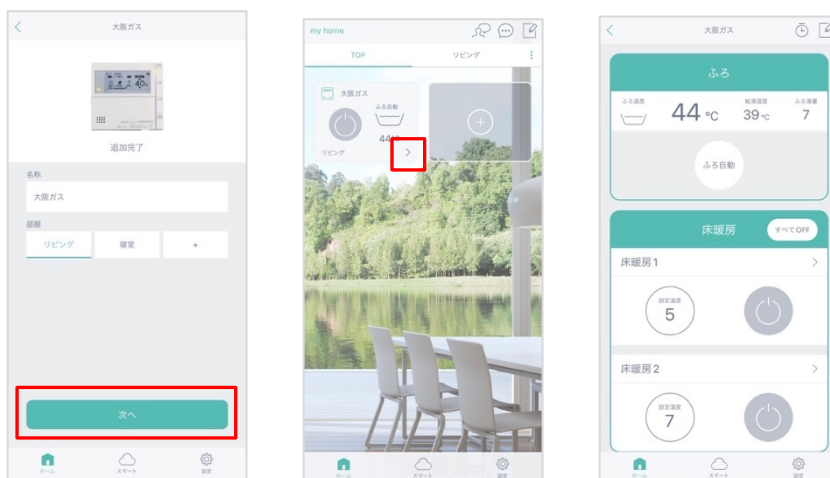 大阪ガス
追加完了
名称
大阪ガス
部屋
リビング 寝室 +
次へ
ホーム スマート 設定
my home
TOP リビング
大阪ガス
ふろ自動
44℃
リビング
ホーム スマート 設定
大阪ガス
ふろ
ふろ温度 給湯温度 ふろ湯量
44℃ 39℃ 7
ふろ自動
床暖房 すべてOFF
床暖房1
設定温度
5
床暖房2
設定温度
7
ホーム スマート 設定